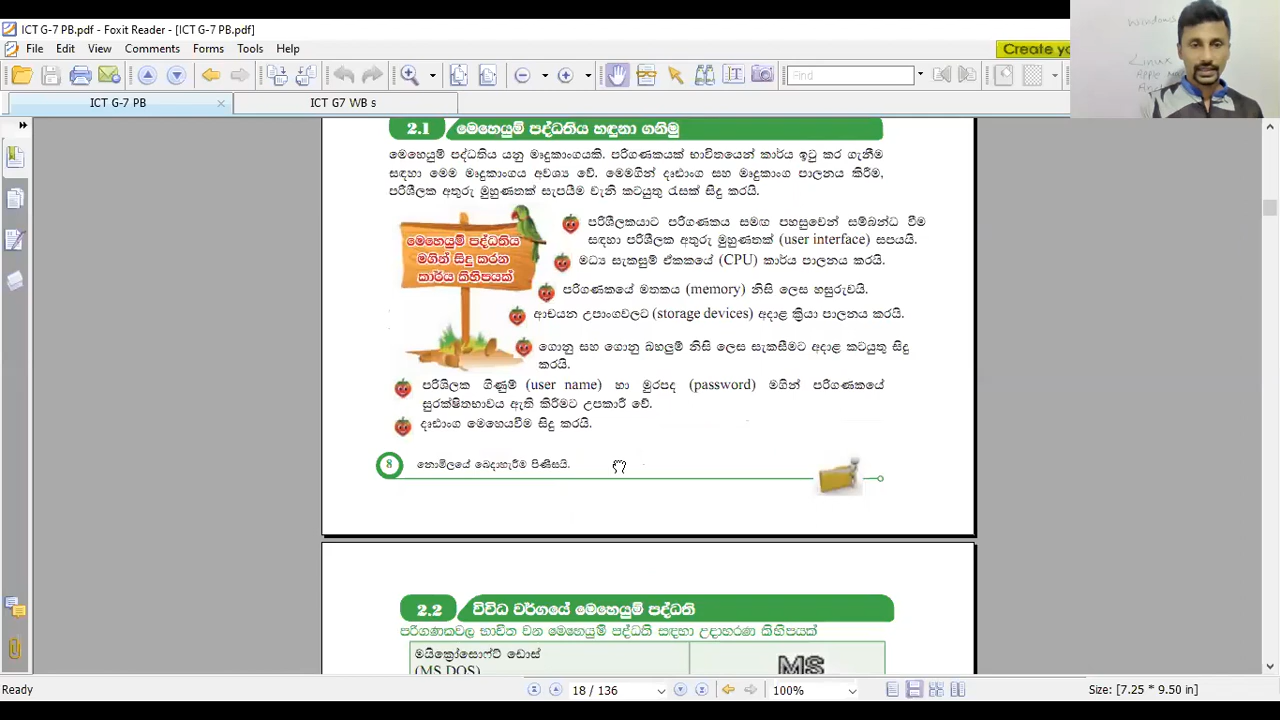 ICT G-7 PB.pdf - Foxit Reader - [ICT G-7 PB.pdf]
File Edit View Comments Forms Tools Help
Create yo
Find
ICT G-7 PB
ICT G7 WB s
Windows
Linux
2.1 මෙහෙයුම් පද්ධතිය හඳුනා ගනිමු
මෙහෙයුම් පද්ධතිය යනු මෘදුකාංගයකි. පරිගණකයක් භාවිතයෙන් කාර්ය ඉටු කර ගැනීම
සඳහා මෙම මෘදුකාංගය අවශ්‍ය වේ. මෙමගින් දෘඪාංග සහ මෘදුකාංග පාලනය කිරීම,
පරිශීලක අතුරු මුහුණතක් සැපයීම වැනි කටයුතු රැසක් සිදු කරයි.
මෙහෙයුම් පද්ධතිය
මගින් සිදු කරන
කාර්ය කිහිපයක්
පරිශීලකයාට පරිගණකය සමඟ පහසුවෙන් සම්බන්ධ වීම
සඳහා පරිශීලක අතුරු මුහුණතක් (user interface) සපයයි.
මධ්‍ය සැකසුම් ඒකකයේ (CPU) කාර්ය පාලනය කරයි.
පරිගණකයේ මතකය (memory) නිසි ලෙස හසුරුවයි.
ආචයන උපාංගවලට (storage devices) අදාළ ක්‍රියා පාලනය කරයි.
ගොනු සහ ගොනු බහලුම් නිසි ලෙස සැකසීමට අදාළ කටයුතු සිදු
කරයි.
පරිශීලක ගිණුම් (user name) හා මුරපද (password) මගින් පරිගණකයේ
සුරක්ෂිතභාවය ඇති කිරීමට උපකාරී වේ.
දෘඪාංග මෙහෙයවීම සිදු කරයි.
8 නොමිලයේ බෙදාහැරීම පිණිසයි.
2.2 විවිධ වර්ගයේ මෙහෙයුම් පද්ධති
පරිගණකවල භාවිත වන මෙහෙයුම් පද්ධති සඳහා උදාහරණ කිහිපයක්
මයික්‍රෝසොෆ්ට් ඩොස්
(MS DOS)
MS
Ready
18 / 136
100%
Size: [7.25 * 9.50 in]